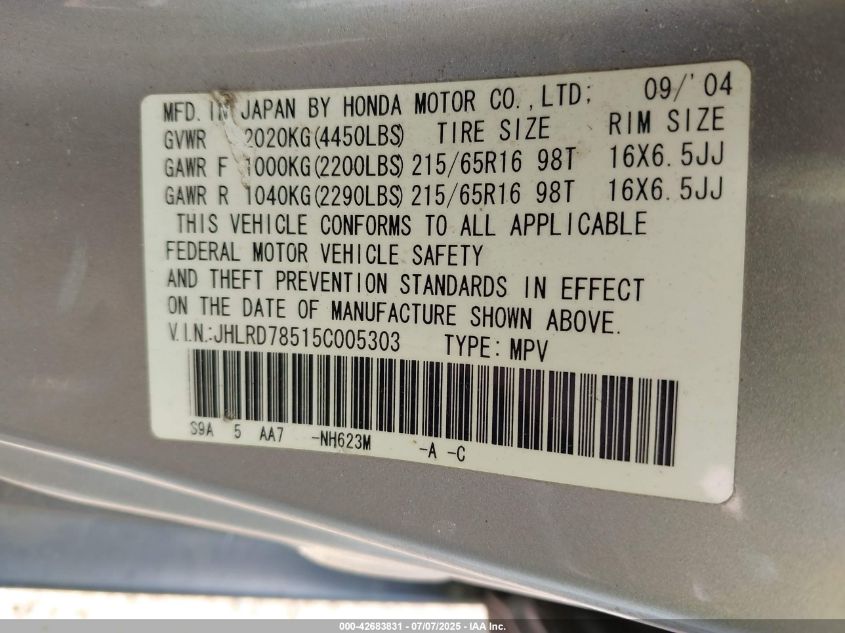 MFD. IN JAPAN BY HONDA MOTOR CO., LTD; 09/'04
GVWR 2020KG(4450LBS) TIRE SIZE RIM SIZE
GAWR F 1000KG(2200LBS) 215/65R16 98T 16X6.5JJ
GAWR R 1040KG(2290LBS) 215/65R16 98T 16X6.5JJ
THIS VEHICLE CONFORMS TO ALL APPLICABLE
FEDERAL MOTOR VEHICLE SAFETY
AND THEFT PREVENTION STANDARDS IN EFFECT
ON THE DATE OF MANUFACTURE SHOWN ABOVE.
V.I.N.:JHLRD78515C005303 TYPE: MPV
S9A 5 AA7 -NH623M -A -C
000-42683831 - 07/07/2025 - IAA Inc.